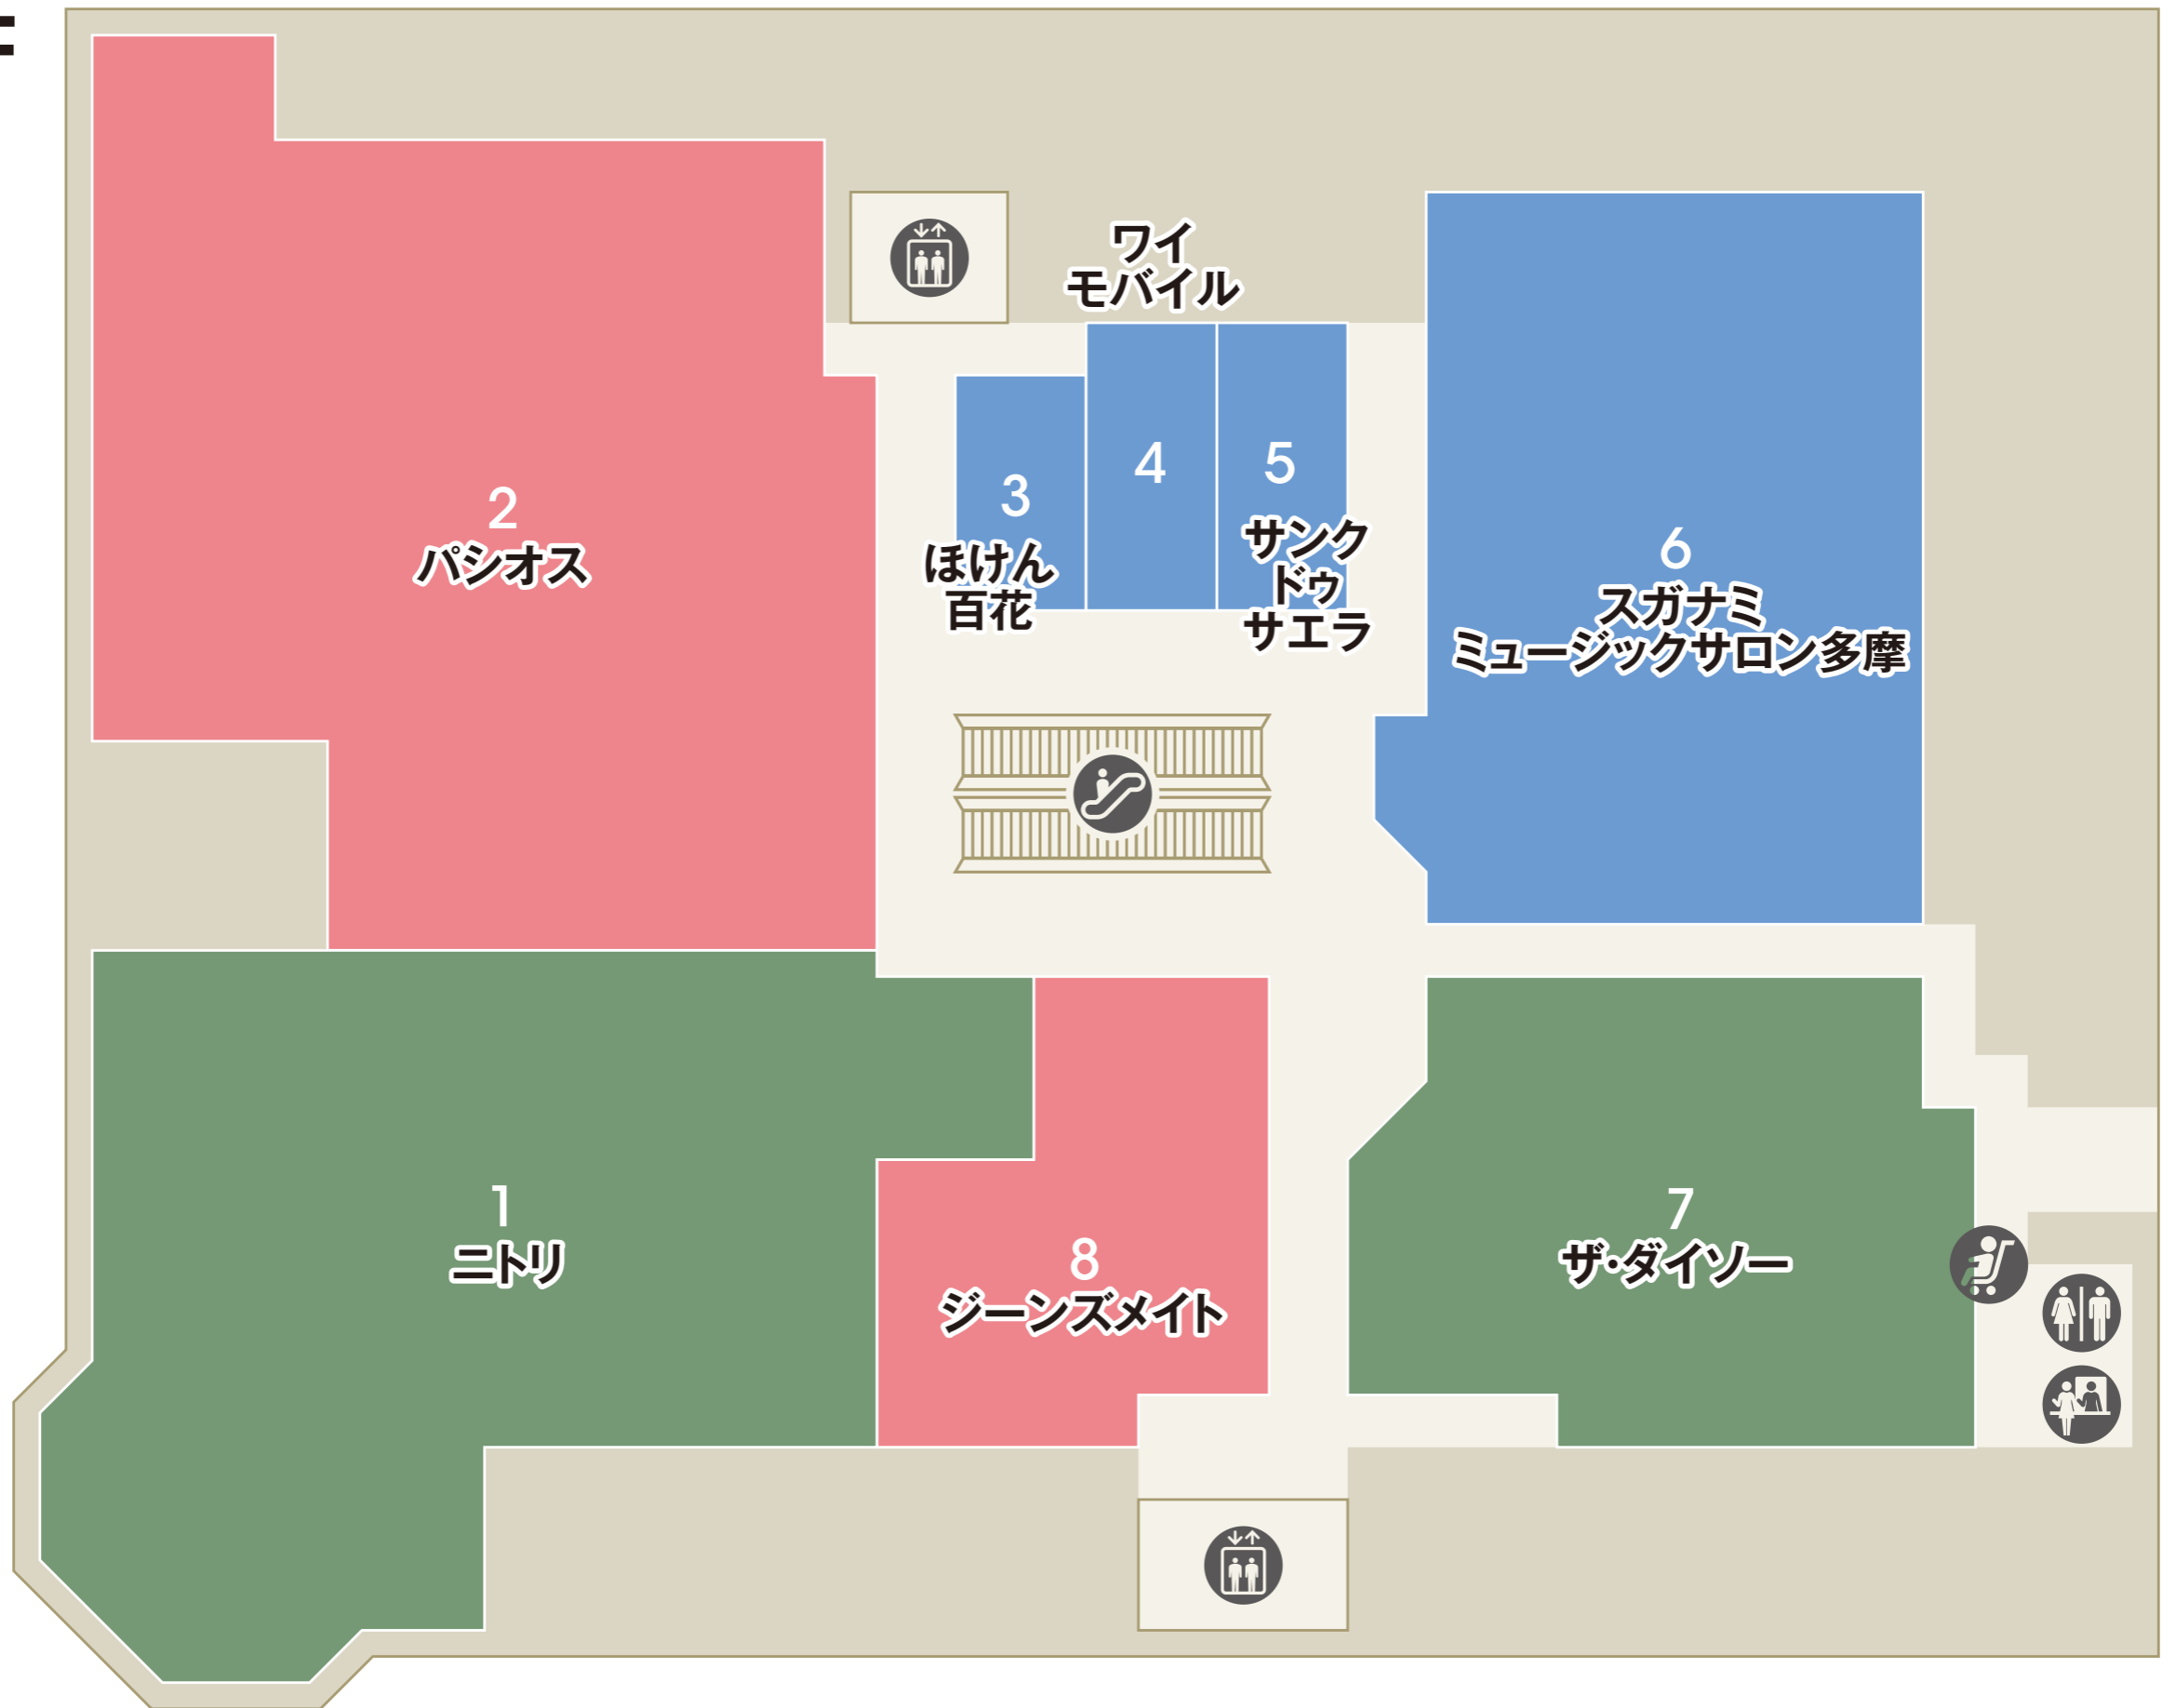 ワイ
モバイル
2
パシオス
3
ほけん
百花
4
5
サンク
ドゥ
サエラ
6
スガナミ
ミュージックサロン多摩
1
ニトリ
8
ジーンズメイト
7
ザ・ダイソー